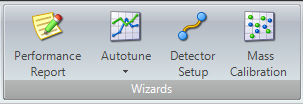 Performance Autotune Detector Mass
Report Setup Calibration
Wizards